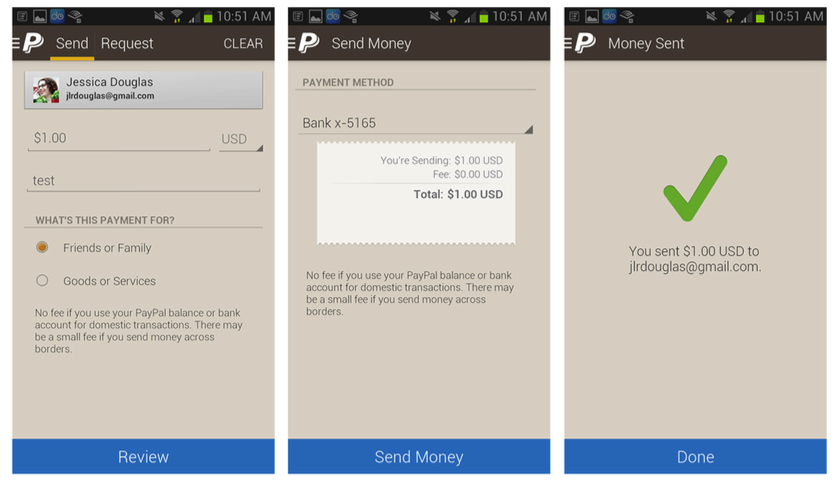 10:51 AM
Send Request CLEAR
Jessica Douglas
jlrdouglas@gmail.com
$1.00 USD
test
WHAT'S THIS PAYMENT FOR?
Friends or Family
Goods or Services
No fee if you use your PayPal balance or bank
account for domestic transactions. There may
be a small fee if you send money across
borders.
Review
10:51 AM
Send Money
PAYMENT METHOD
Bank x-5165
You're Sending: $1.00 USD
Fee: $0.00 USD
Total: $1.00 USD
No fee if you use your PayPal balance or bank
account for domestic transactions. There may
be a small fee if you send money across
borders.
Send Money
10:51 AM
Money Sent
You sent $1.00 USD to
jlrdouglas@gmail.com.
Done